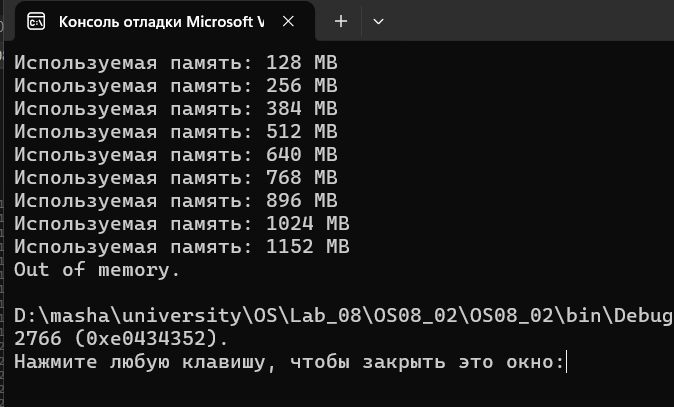 Консоль отладки Microsoft V
Используемая память: 128 MB
Используемая память: 256 MB
Используемая память: 384 MB
Используемая память: 512 MB
Используемая память: 640 MB
Используемая память: 768 MB
Используемая память: 896 MB
Используемая память: 1024 MB
Используемая память: 1152 MB
Out of memory.
D:\masha\university\OS\Lab_08\OS08_02\OS08_02\bin\Debug
2766 (0xe0434352).
Нажмите любую клавишу, чтобы закрыть это окно: